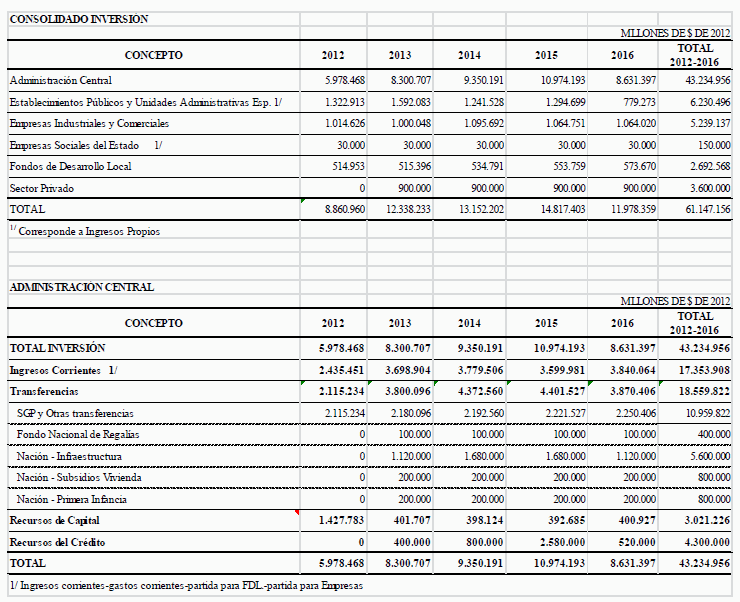 CONSOLIDADO INVERSIÓN
MLLONES DE $ DE 2012
CONCEPTO 2012 2013 2014 2015 2016 TOTAL 2012-2016
Administración Central 5.978.468 8.300.707 9.350.191 10.974.193 8.631.397 43.234.956
Establecimientos Públicos y Unidades Administrativas Esp. 1/ 1.322.913 1.592.083 1.241.528 1.294.699 779.273 6.230.496
Empresas Industriales y Comerciales 1.014.626 1.000.048 1.095.692 1.064.751 1.064.020 5.239.137
Empresas Sociales del Estado 1/ 30.000 30.000 30.000 30.000 30.000 150.000
Fondos de Desarrollo Local 514.953 515.396 534.791 553.759 573.670 2.692.568
Sector Privado 0 900.000 900.000 900.000 900.000 3.600.000
TOTAL 8.860.960 12.338.233 13.152.202 14.817.403 11.978.359 61.147.156
1/ Corresponde a Ingresos Propios
ADMINISTRACIÓN CENTRAL
MLLONES DE $ DE 2012
CONCEPTO 2012 2013 2014 2015 2016 TOTAL 2012-2016
TOTAL INVERSIÓN 5.978.468 8.300.707 9.350.191 10.974.193 8.631.397 43.234.956
Ingresos Corrientes 1/ 2.435.451 3.698.904 3.779.506 3.599.981 3.840.064 17.353.908
Transferencias 2.115.234 3.800.096 4.372.560 4.401.527 3.870.406 18.559.822
SGP y Otras transferencias 2.115.234 2.180.096 2.192.560 2.221.527 2.250.406 10.959.822
Fondo Nacional de Regalías 0 100.000 100.000 100.000 100.000 400.000
Nación - Infraestructura 0 1.120.000 1.680.000 1.680.000 1.120.000 5.600.000
Nación - Subsidios Vivienda 0 200.000 200.000 200.000 200.000 800.000
Nación - Primera Infancia 0 200.000 200.000 200.000 200.000 800.000
Recursos de Capital 1.427.783 401.707 398.124 392.685 400.927 3.021.226
Recursos del Crédito 0 400.000 800.000 2.580.000 520.000 4.300.000
TOTAL 5.978.468 8.300.707 9.350.191 10.974.193 8.631.397 43.234.956
1/ Ingresos corrientes-gastos corrientes-partida para FDL-partida para Empresas